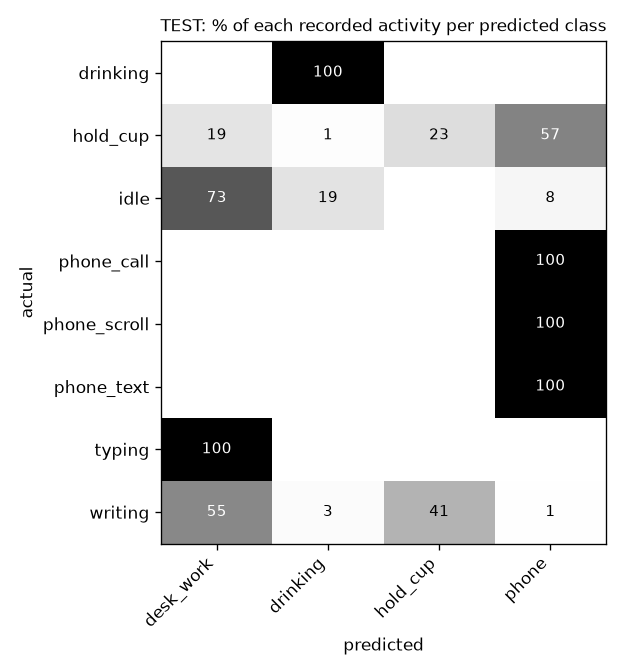 TEST: % of each recorded activity per predicted class
drinking 100
hold_cup 19 1 23 57
idle 73 19 8
phone_call 100
phone_scroll 100
phone_text 100
typing 100
writing 55 3 41 1
actual
desk_work drinking hold_cup phone
predicted